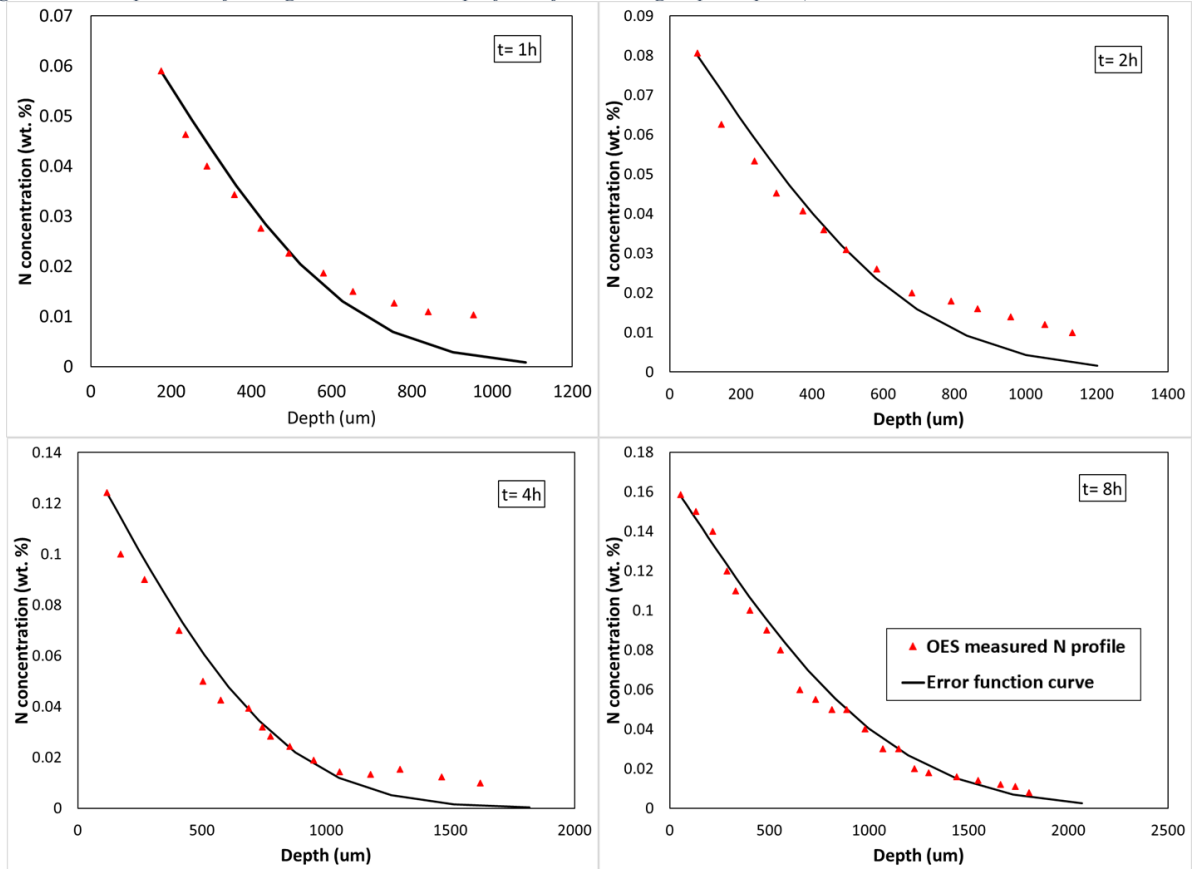 0.07
0.06
0.05
0.04
0.03
0.02
0.01
0
N concentration (wt. %)
t= 1h
0 200 400 600 800 1000 1200
Depth (um)
0.09
0.08
0.07
0.06
0.05
0.04
0.03
0.02
0.01
0
N concentration (wt. %)
t= 2h
0 200 400 600 800 1000 1200 1400
Depth (um)
0.14
0.12
0.1
0.08
0.06
0.04
0.02
0
N concentration (wt. %)
t= 4h
0 500 1000 1500 2000
Depth (um)
0.18
0.16
0.14
0.12
0.1
0.08
0.06
0.04
0.02
0
N concentration (wt. %)
t= 8h
OES measured N profile
Error function curve
0 500 1000 1500 2000 2500
Depth (um)